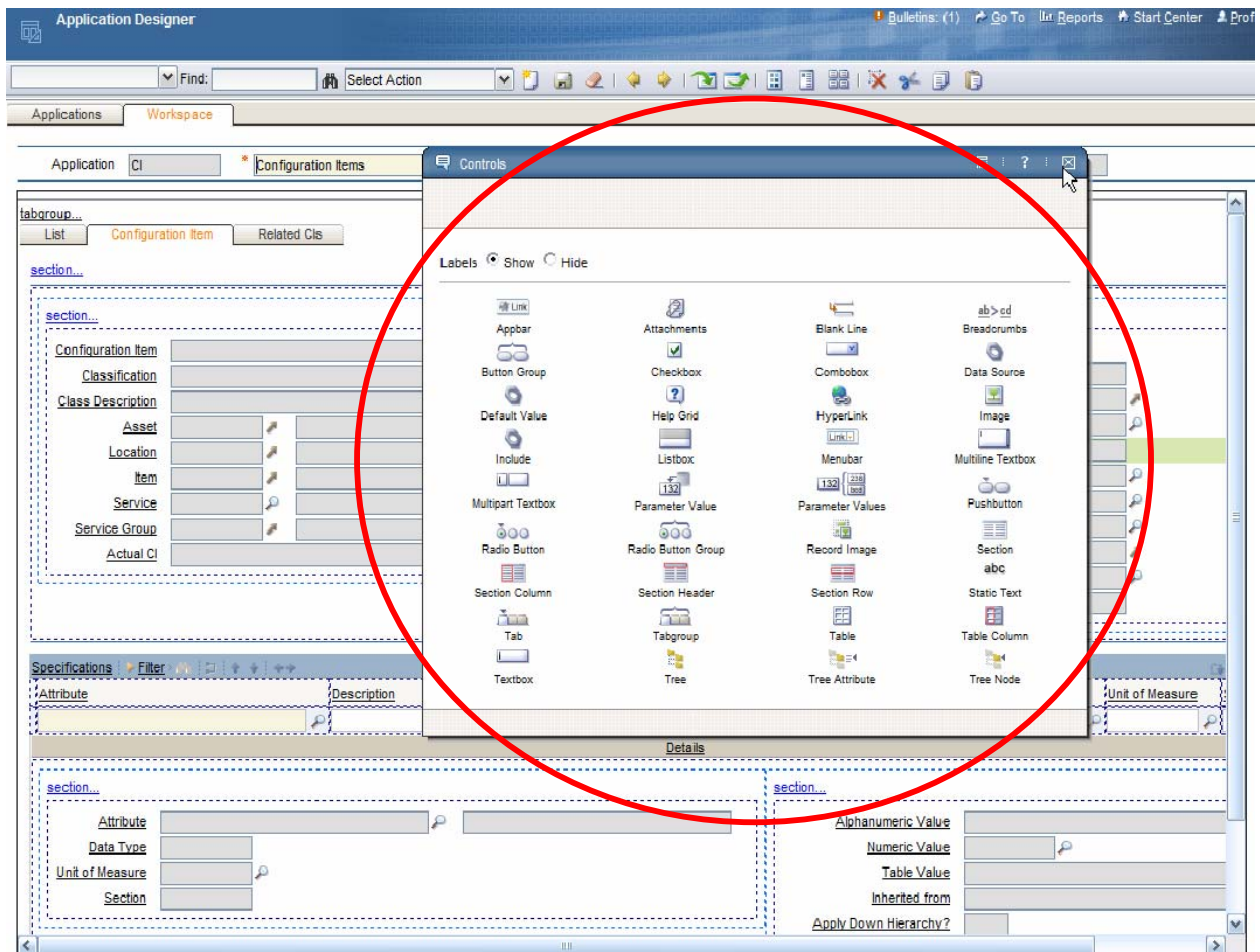 Application Designer
Bulletins: (1) Go To Reports Start Center Prof
Find: Select Action
Applications Workspace
Application CI * Configuration Items
Controls ?
tabgroup...
List Configuration Item Related CIs
section...
Labels Show Hide
section...
Link ab>cd
Appbar Attachments Blank Line Breadcrumbs
Configuration Item
Button Group Checkbox Combobox Data Source
Classification
Class Description
Default Value Help Grid HyperLink Image
Asset
Link
Location
Include Listbox Menubar Multiline Textbox
Item
132 132
Multipart Textbox Parameter Value Parameter Values Pushbutton
Service
Service Group
Radio Button Radio Button Group Record Image Section
Actual CI
abc
Section Column Section Header Section Row Static Text
Tab Tabgroup Table Table Column
Textbox Tree Tree Attribute Tree Node
Specifications Filter
Attribute Description Unit of Measure
Details
section... section...
Attribute Alphanumeric Value
Data Type Numeric Value
Unit of Measure Table Value
Section Inherited from
Apply Down Hierarchy?